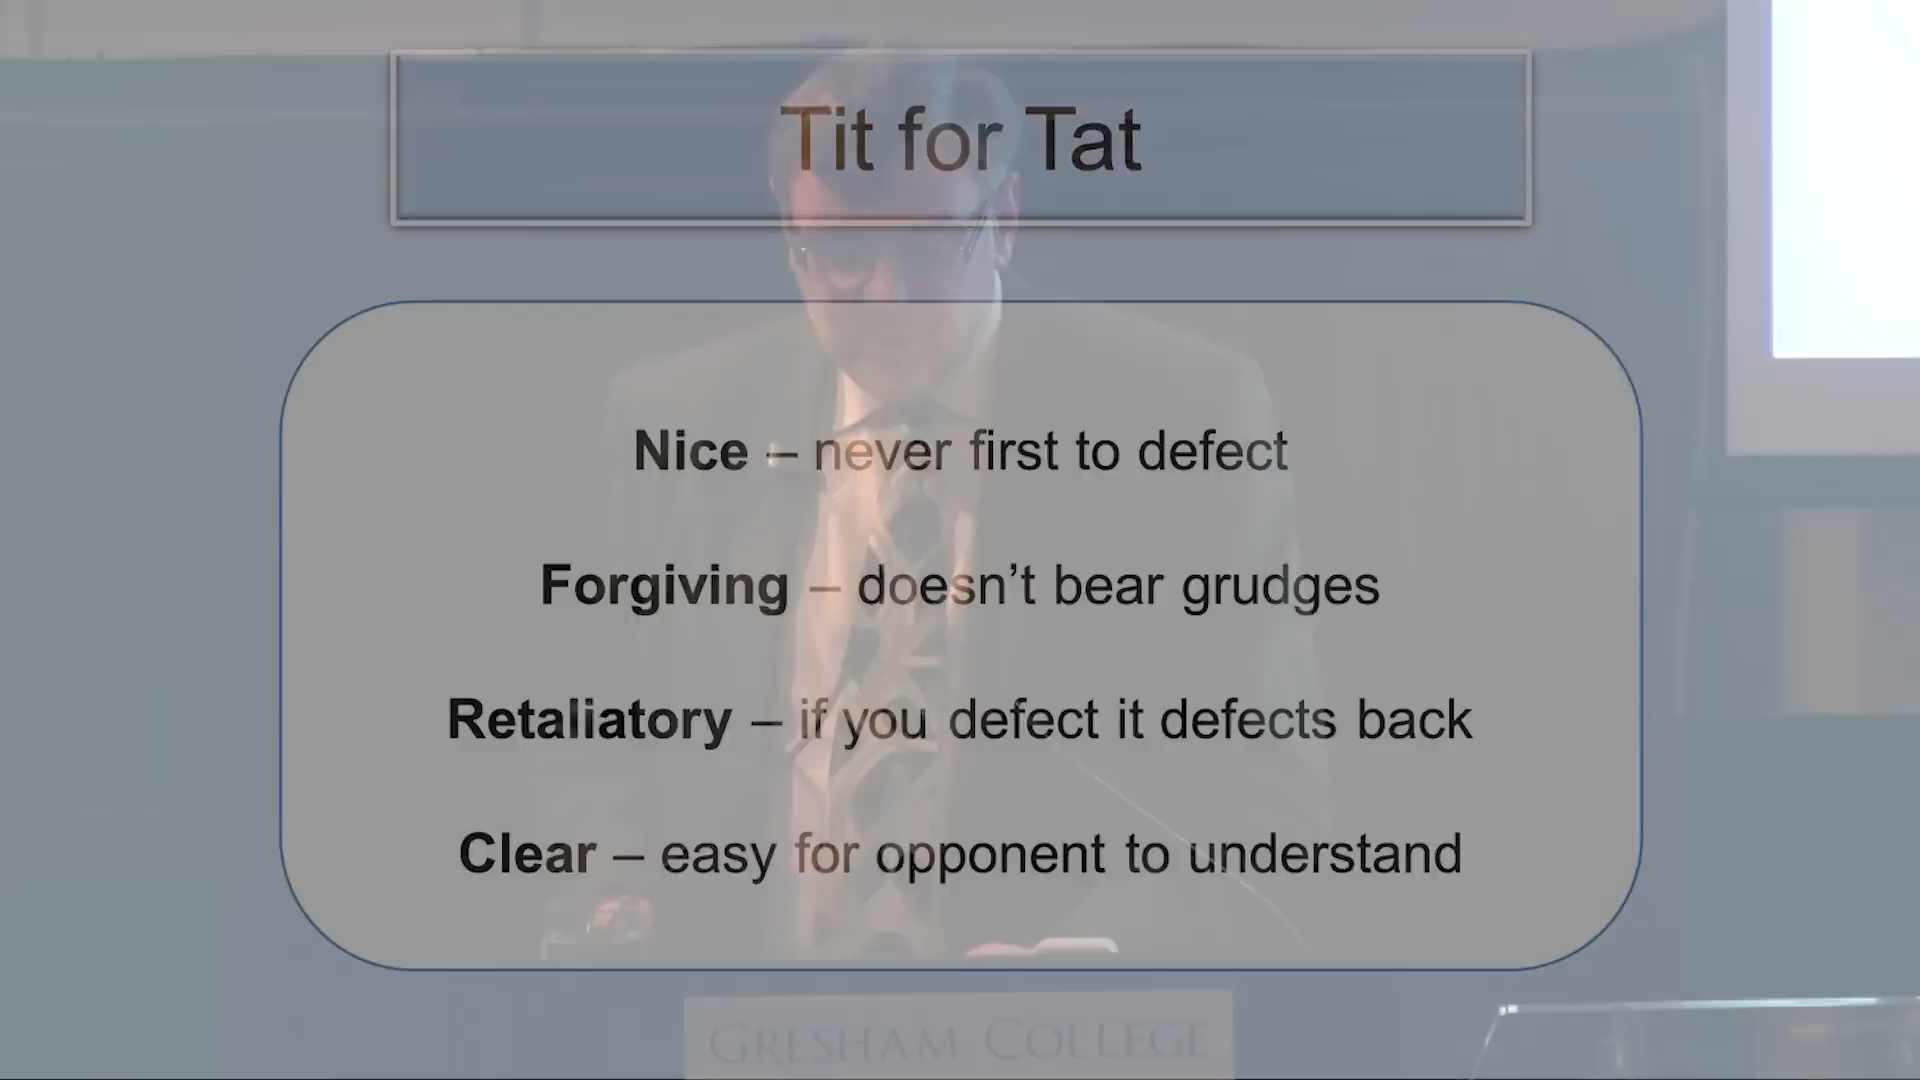 Tit for Tat
Nice – never first to defect
Forgiving – doesn’t bear grudges
Retaliatory – if you defect it defects back
Clear – easy for opponent to understand
GRESHAM COLLEGE